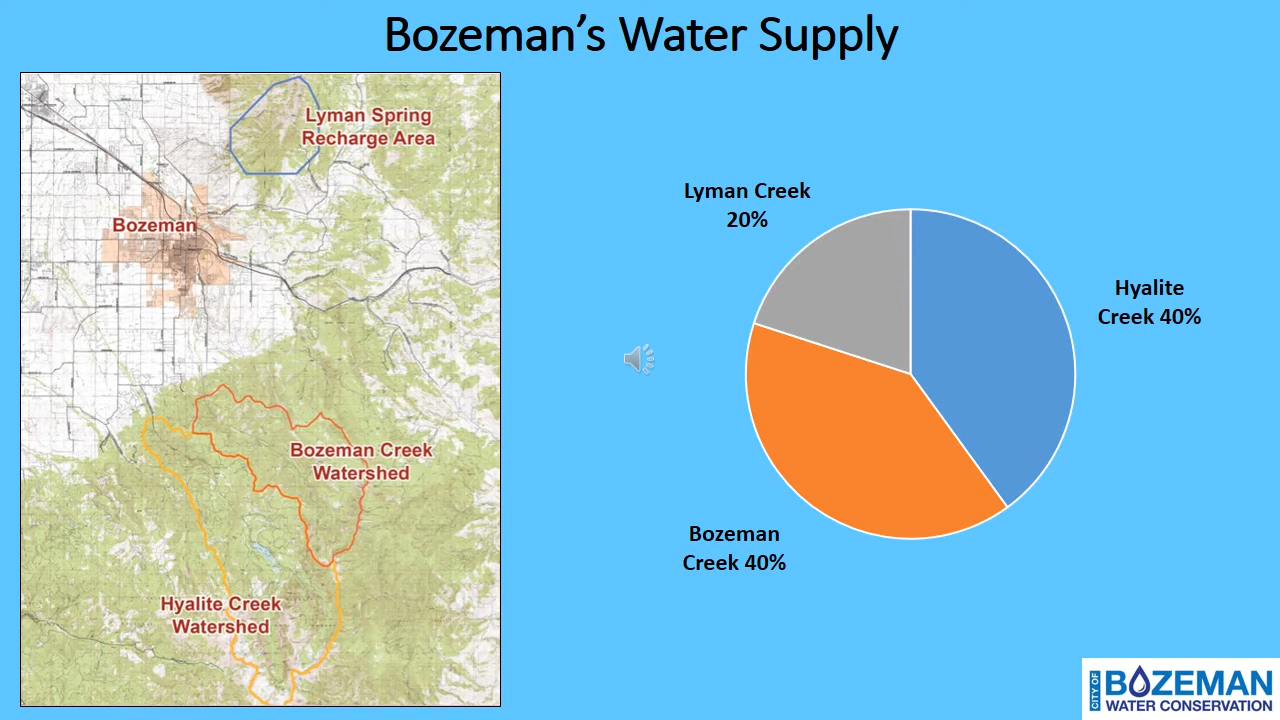 Bozeman's Water Supply
Lyman Spring
Recharge Area
Bozeman
Bozeman Creek
Watershed
Hyalite Creek
Watershed
Lyman Creek
20%
Hyalite
Creek 40%
Bozeman
Creek 40%
CITY OF
BOZEMAN
WATER CONSERVATION